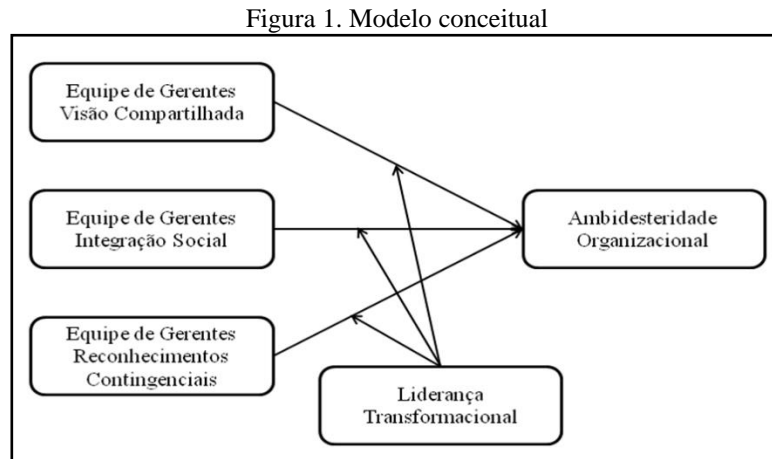 Figura 1. Modelo conceitual
Equipe de Gerentes
Visão Compartilhada
Equipe de Gerentes
Integração Social
Ambidesteridade
Organizacional
Equipe de Gerentes
Reconhecimentos
Contingenciais
Liderança
Transformacional